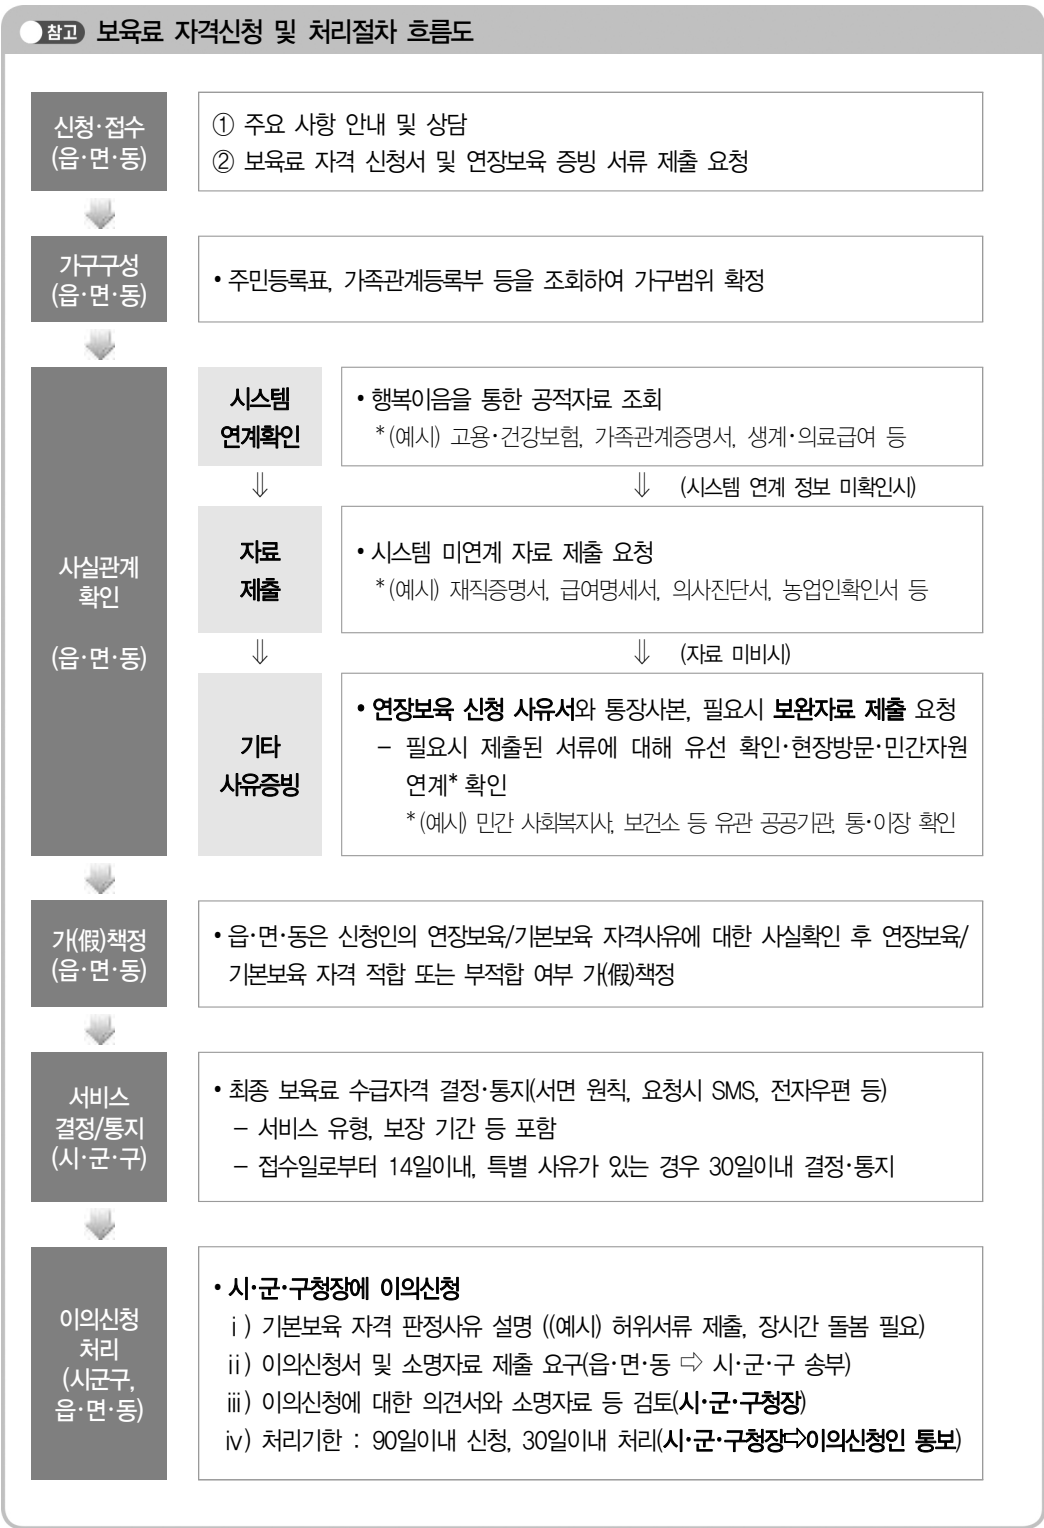 참고 보육료 자격신청 및 처리절차 흐름도
신청·접수
(읍·면·동)
① 주요 사항 안내 및 상담
② 보육료 자격 신청서 및 연장보육 증빙 서류 제출 요청
가구구성
(읍·면·동)
• 주민등록표, 가족관계등록부 등을 조회하여 가구범위 확정
사실관계
확인
(읍·면·동)
시스템
연계확인
• 행복이음을 통한 공적자료 조회
*(예시) 고용·건강보험, 가족관계증명서, 생계·의료급여 등
⇓ ⇓ (시스템 연계 정보 미확인시)
자료
제출
• 시스템 미연계 자료 제출 요청
*(예시) 재직증명서, 급여명세서, 의사진단서, 농업인확인서 등
⇓ ⇓ (자료 미비시)
기타
사유증빙
• 연장보육 신청 사유서와 통장사본, 필요시 보완자료 제출 요청
− 필요시 제출된 서류에 대해 유선 확인·현장방문·민간자원
연계* 확인
*(예시) 민간 사회복지사, 보건소 등 유관 공공기관, 통·이장 확인
가(假)책정
(읍·면·동)
• 읍·면·동은 신청인의 연장보육/기본보육 자격사유에 대한 사실확인 후 연장보육/
기본보육 자격 적합 또는 부적합 여부 가(假)책정
서비스
결정/통지
(시·군·구)
• 최종 보육료 수급자격 결정·통지(서면 원칙, 요청시 SMS, 전자우편 등)
− 서비스 유형, 보장 기간 등 포함
− 접수일로부터 14일이내, 특별 사유가 있는 경우 30일이내 결정·통지
이의신청
처리
(시군구,
읍·면·동)
• 시·군·구청장에 이의신청
ⅰ) 기본보육 자격 판정사유 설명 ((예시) 허위서류 제출, 장시간 돌봄 필요)
ⅱ) 이의신청서 및 소명자료 제출 요구(읍·면·동 ⇨ 시·군·구 송부)
ⅲ) 이의신청에 대한 의견서와 소명자료 등 검토(시·군·구청장)
ⅳ) 처리기한 : 90일이내 신청, 30일이내 처리(시·군·구청장⇨이의신청인 통보)